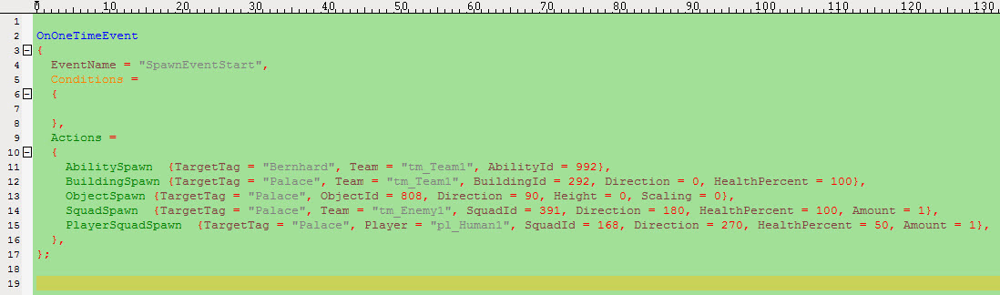 0 10 20 30 40 50 60 70 80 90 100 110 120 130
1
2 OnOneTimeEvent
3 {
4 EventName = "SpawnEventStart",
5 Conditions =
6 {
7
8 },
9 Actions =
10 {
11 AbilitySpawn {TargetTag = "Bernhard", Team = "tm_Team1", AbilityId = 992},
12 BuildingSpawn {TargetTag = "Palace", Team = "tm_Team1", BuildingId = 292, Direction = 0, HealthPercent = 100},
13 ObjectSpawn {TargetTag = "Palace", ObjectId = 808, Direction = 90, Height = 0, Scaling = 0},
14 SquadSpawn {TargetTag = "Palace", Team = "tm_Enemy1", SquadId = 391, Direction = 180, HealthPercent = 100, Amount = 1},
15 PlayerSquadSpawn {TargetTag = "Palace", Player = "pl_Human1", SquadId = 168, Direction = 270, HealthPercent = 50, Amount = 1},
16 },
17 };
18
19